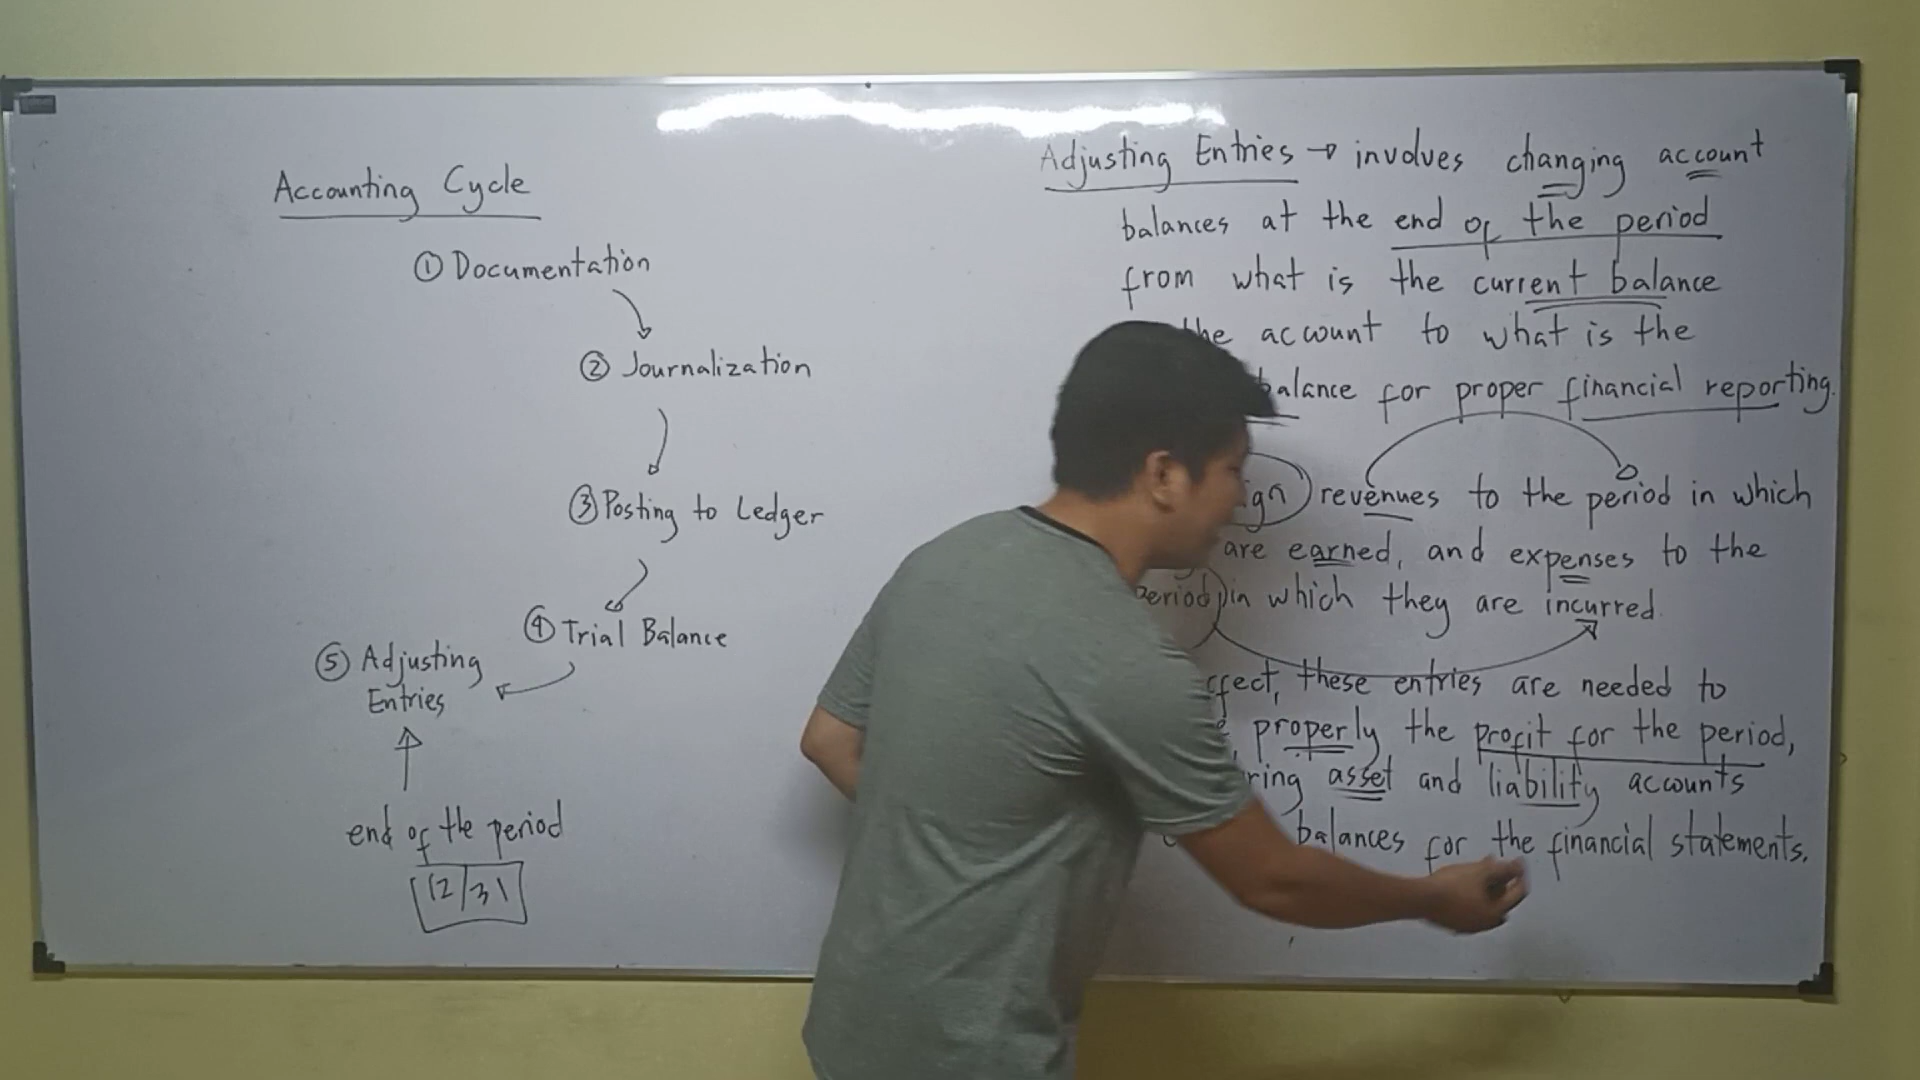 Accounting Cycle
① Documentation
② Journalization
③ Posting to Ledger
④ Trial Balance
⑤ Adjusting
Entries
end of the period
12/31
Adjusting Entries → involves changing account
balances at the end of the period
from what is the current balance
the account to what is the
balance for proper financial reporting.
revenues to the period in which
are earned, and expenses to the
period in which they are incurred.
these entries are needed to
properly the profit for the period,
asset and liability accounts
balances for the financial statements.